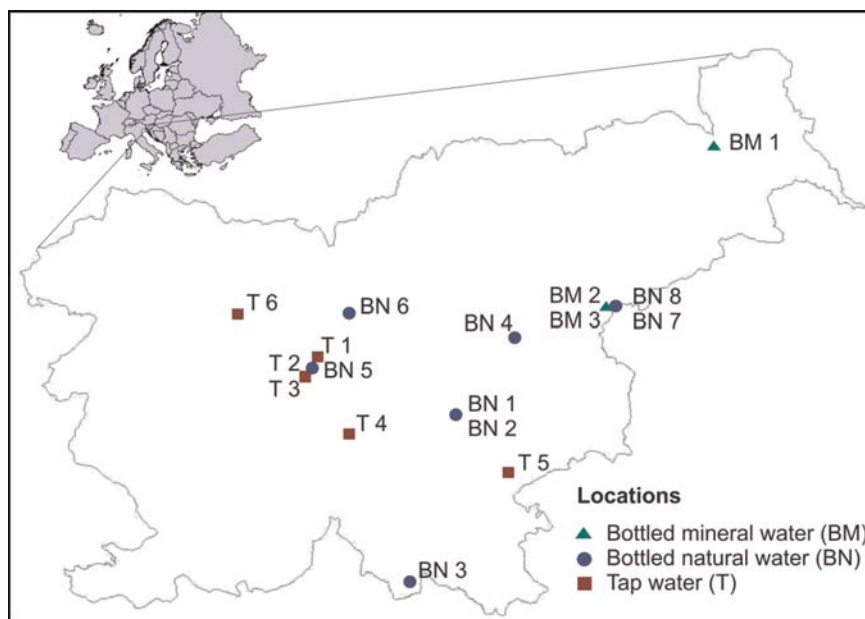 BM 1
BM 2
BM 3
BN 8
BN 7
T 6
BN 6
BN 4
T 1
T 2
BN 5
T 3
BN 1
BN 2
T 4
T 5
BN 3
Locations
Bottled mineral water (BM)
Bottled natural water (BN)
Tap water (T)